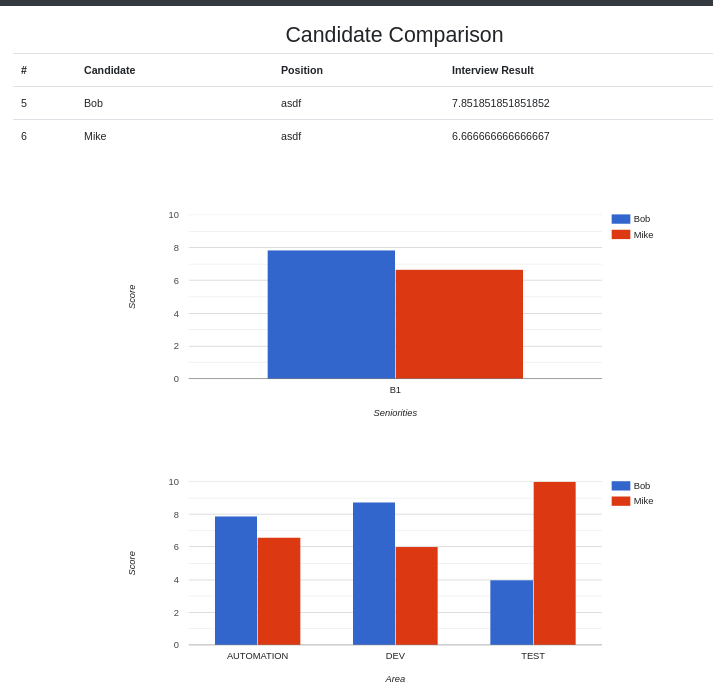 Candidate Comparison
# Candidate Position Interview Result
5 Bob asdf 7.851851851851852
6 Mike asdf 6.666666666666667
10
8
6
4
2
0
Score
B1
Seniorities
Bob
Mike
10
8
6
4
2
0
Score
AUTOMATION DEV TEST
Area
Bob
Mike